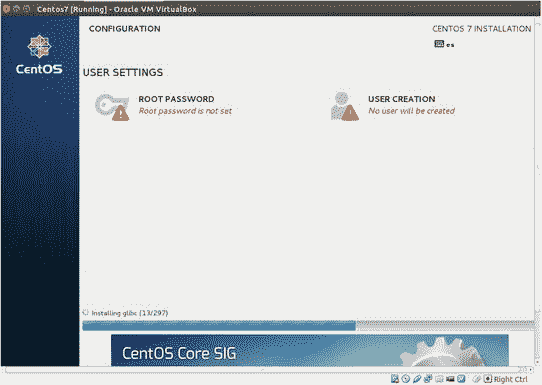 Centos7 [Running] - Oracle VM VirtualBox
CONFIGURATION
CENTOS 7 INSTALLATION
es
CentOS
USER SETTINGS
ROOT PASSWORD
Root password is not set
USER CREATION
No user will be created
Installing glibc (13/297)
CentOS Core SIG
Right Ctrl